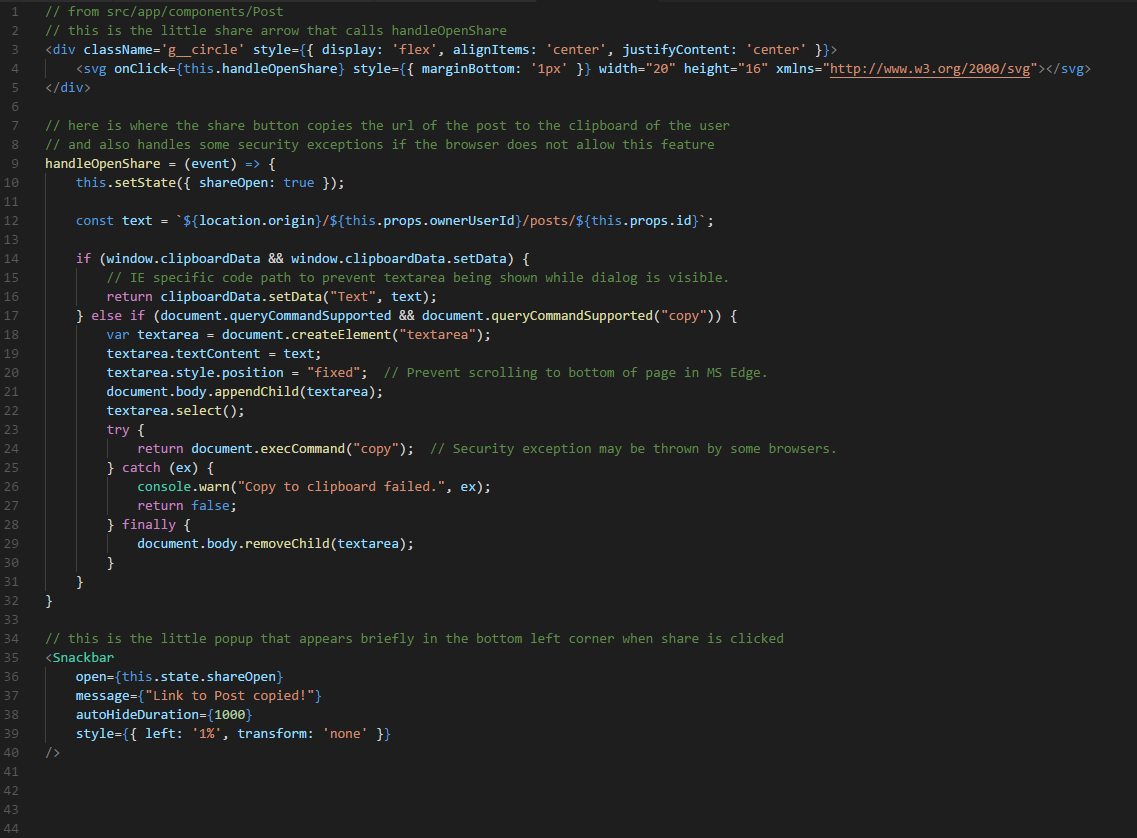 1 // from src/app/components/Post
2 // this is the little share arrow that calls handleOpenShare
3 <div className='g__circle' style={{ display: 'flex', alignItems: 'center', justifyContent: 'center' }}>
4     <svg onClick={this.handleOpenShare} style={{ marginBottom: '1px' }} width="20" height="16" xmlns="http://www.w3.org/2000/svg"></svg>
5 </div>
6
7 // here is where the share button copies the url of the post to the clipboard of the user
8 // and also handles some security exceptions if the browser does not allow this feature
9 handleOpenShare = (event) => {
10     this.setState({ shareOpen: true });
11
12     const text = `${location.origin}/${this.props.ownerUserId}/posts/${this.props.id}`;
13
14     if (window.clipboardData && window.clipboardData.setData) {
15         // IE specific code path to prevent textarea being shown while dialog is visible.
16         return clipboardData.setData("Text", text);
17     } else if (document.queryCommandSupported && document.queryCommandSupported("copy")) {
18         var textarea = document.createElement("textarea");
19         textarea.textContent = text;
20         textarea.style.position = "fixed";  // Prevent scrolling to bottom of page in MS Edge.
21         document.body.appendChild(textarea);
22         textarea.select();
23         try {
24             return document.execCommand("copy");  // Security exception may be thrown by some browsers.
25         } catch (ex) {
26             console.warn("Copy to clipboard failed.", ex);
27             return false;
28         } finally {
29             document.body.removeChild(textarea);
30         }
31     }
32 }
33
34 // this is the little popup that appears briefly in the bottom left corner when share is clicked
35 <Snackbar
36     open={this.state.shareOpen}
37     message={"Link to Post copied!"}
38     autoHideDuration={1000}
39     style={{ left: '1%', transform: 'none' }}
40 />
41
42
43
44